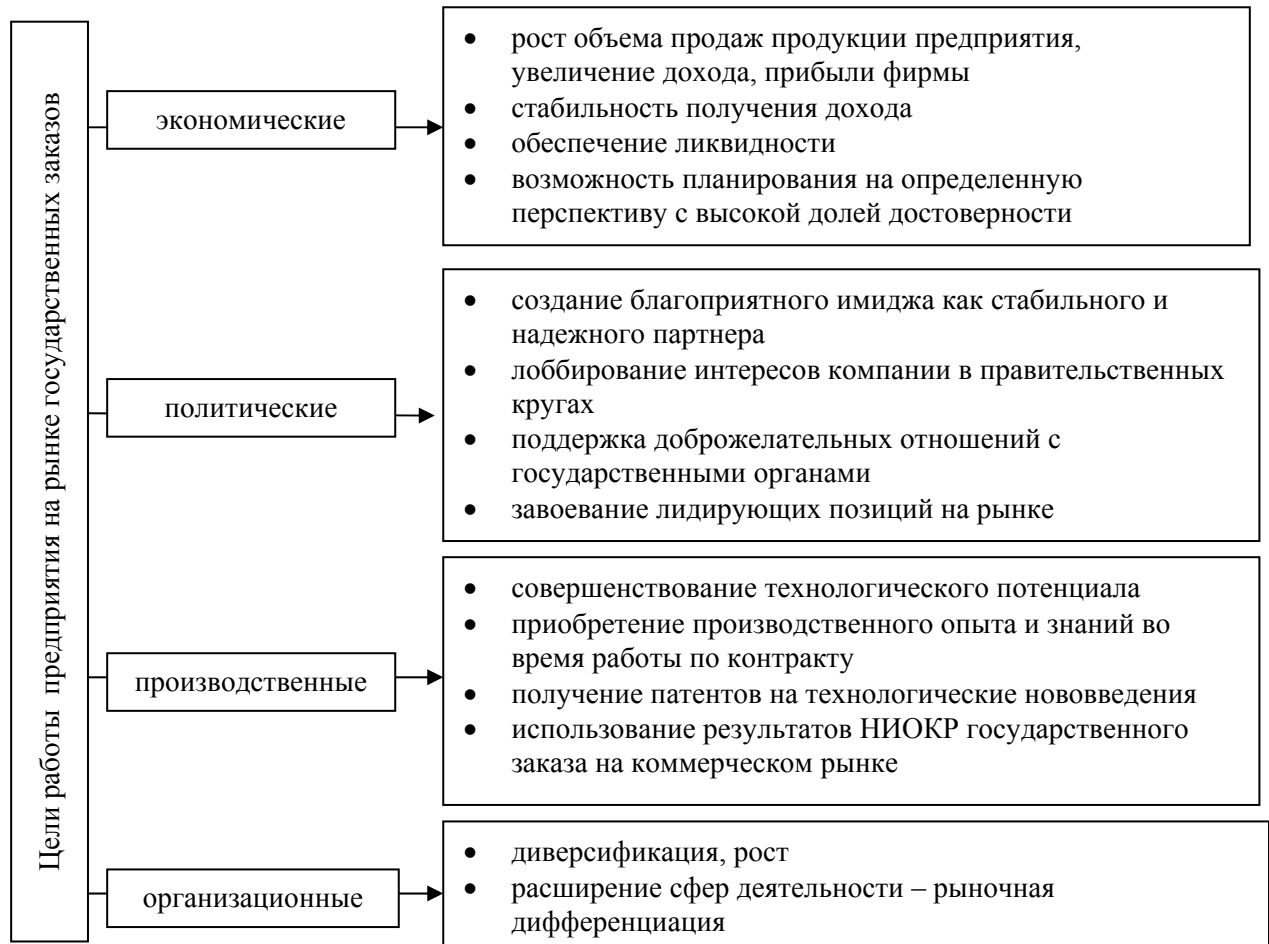 Цели работы предприятия на рынке государственных заказов
экономические
• рост объема продаж продукции предприятия,
увеличение дохода, прибыли фирмы
• стабильность получения дохода
• обеспечение ликвидности
• возможность планирования на определенную
перспективу с высокой долей достоверности
политические
• создание благоприятного имиджа как стабильного и
надежного партнера
• лоббирование интересов компании в правительственных
кругах
• поддержка доброжелательных отношений с
государственными органами
• завоевание лидирующих позиций на рынке
производственные
• совершенствование технологического потенциала
• приобретение производственного опыта и знаний во
время работы по контракту
• получение патентов на технологические нововведения
• использование результатов НИОКР государственного
заказа на коммерческом рынке
организационные
• диверсификация, рост
• расширение сфер деятельности – рыночная
дифференциация